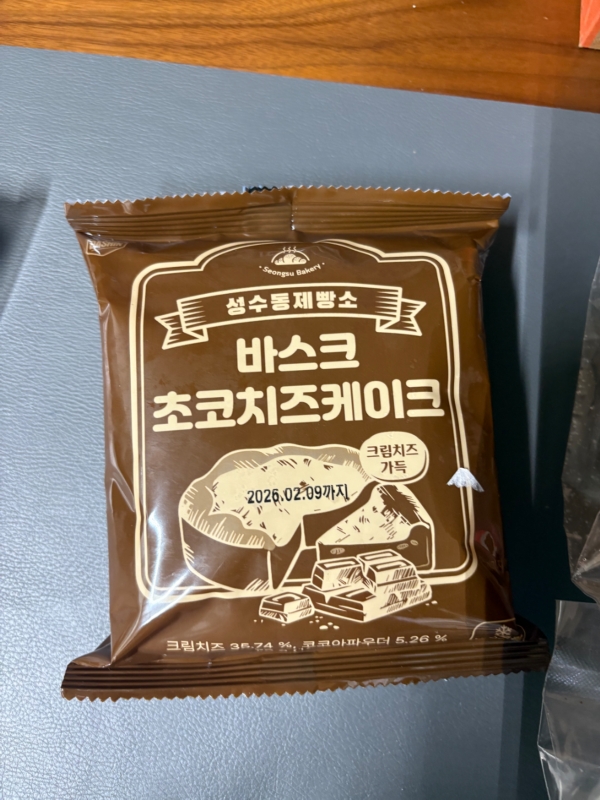 Seongsu Bakery
성수동제빵소
바스크
초코치즈케이크
크림치즈
가득
2026.02.09까지
크림치즈 35.74 %, 코코아파우더 5.26 %